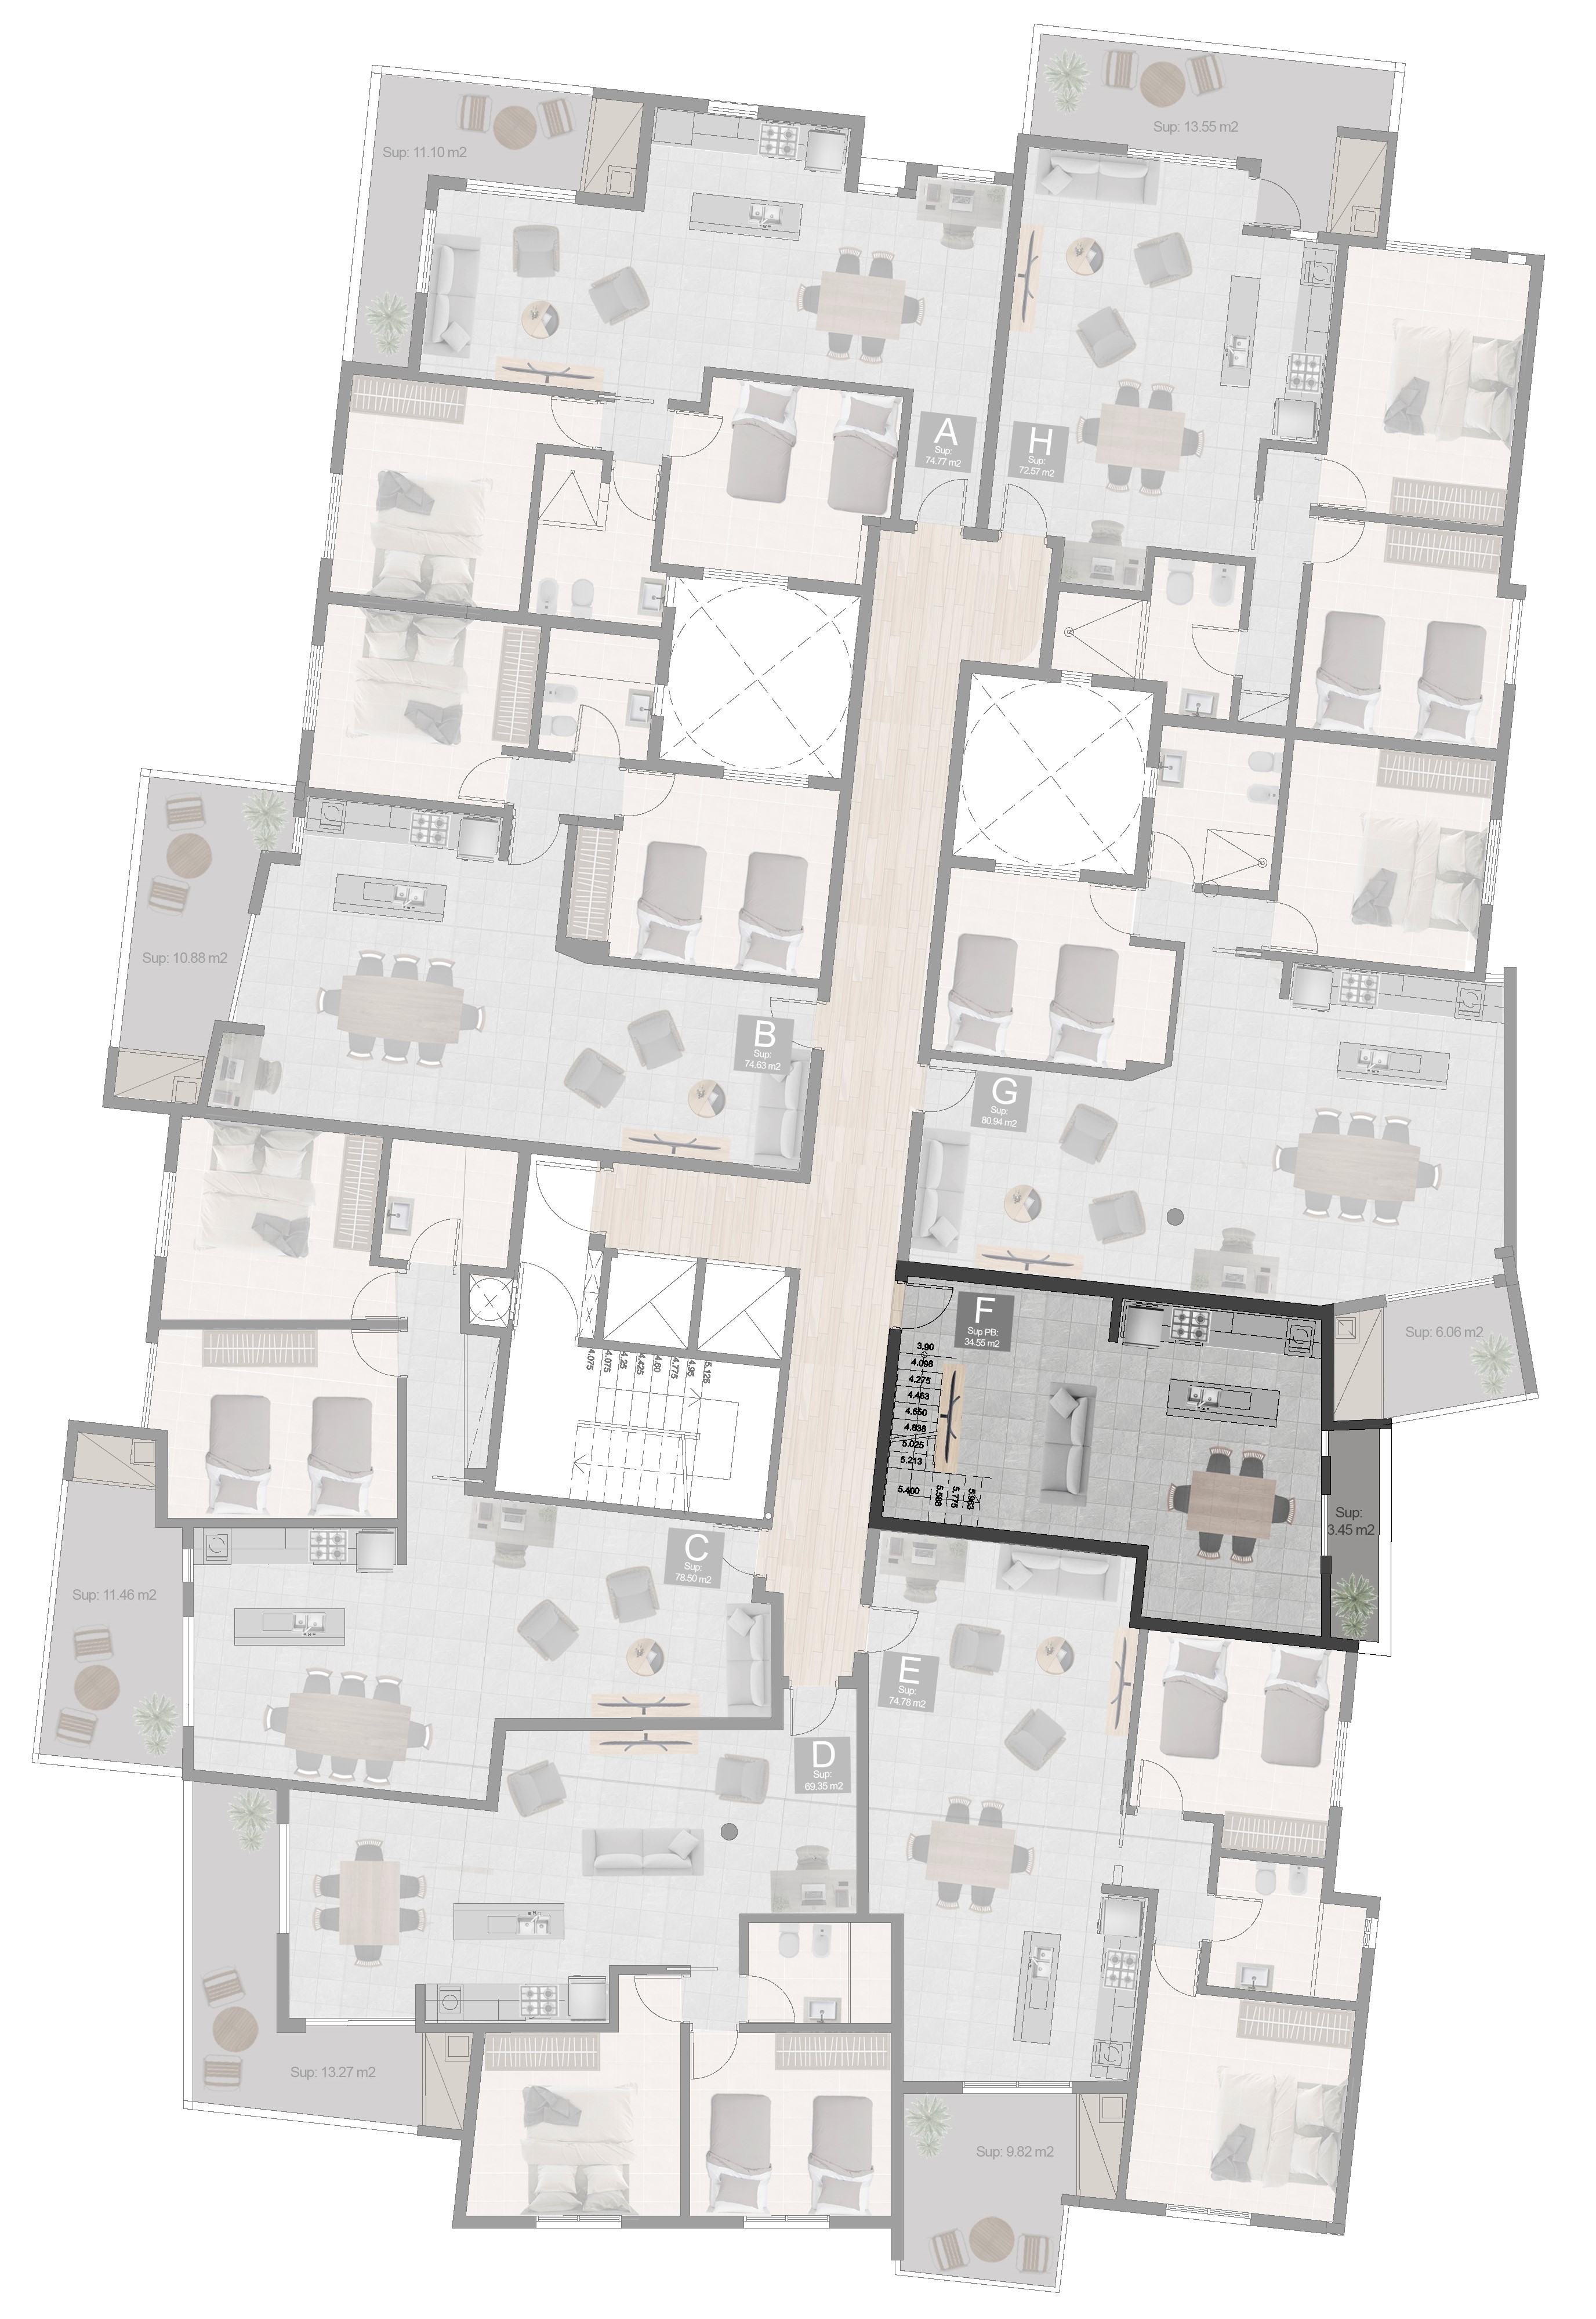 Sup: 13.55 m2
Sup: 11.10 m2
A
Sup:
74.77 m2
H
Sup:
72.57 m2
Sup: 10.88 m2
B
Sup:
74.63 m2
G
Sup:
80.94 m2
F
Sup PB:
34.55 m2
Sup: 6.06 m2
3.90
4.098
4.275
4.463
4.650
4.838
5.025
5.213
5.400
5.588
5.775
5.963
4.075
4.075
4.25
4.425
4.60
4.775
4.95
5.125
Sup:
3.45 m2
C
Sup:
78.50 m2
Sup: 11.46 m2
E
Sup:
74.78 m2
D
Sup:
69.35 m2
Sup: 13.27 m2
Sup: 9.82 m2